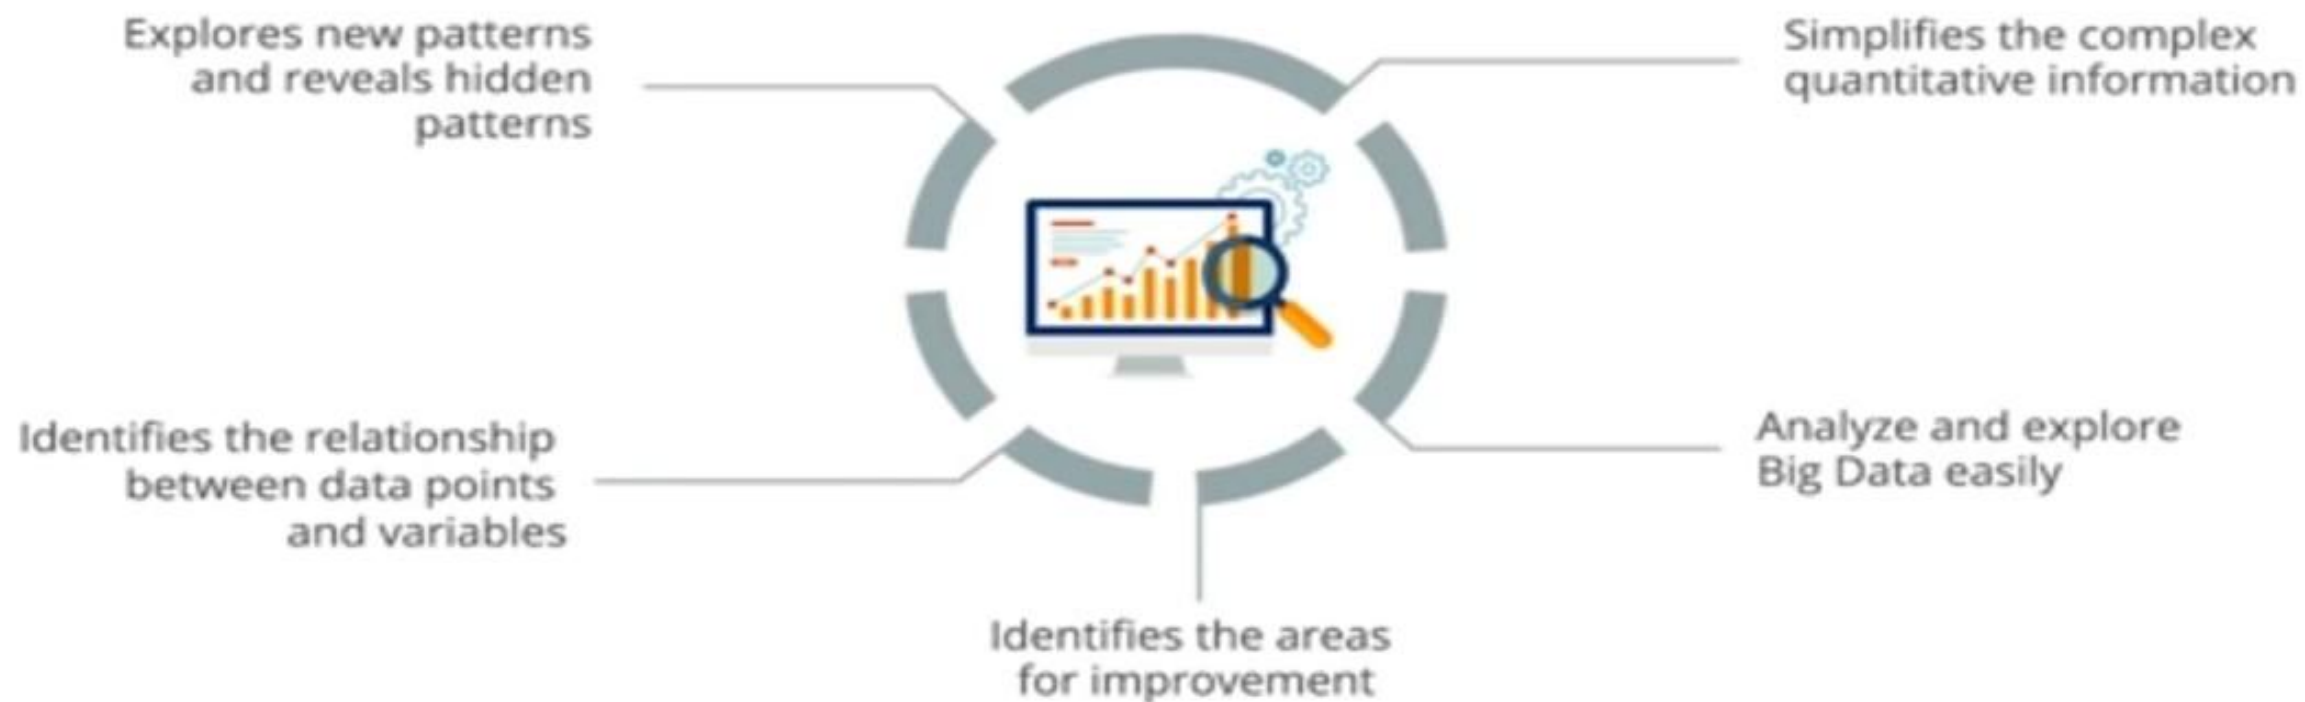 Explores new patterns
and reveals hidden
patterns
Simplifies the complex
quantitative information
Identifies the relationship
between data points
and variables
Analyze and explore
Big Data easily
Identifies the areas
for improvement